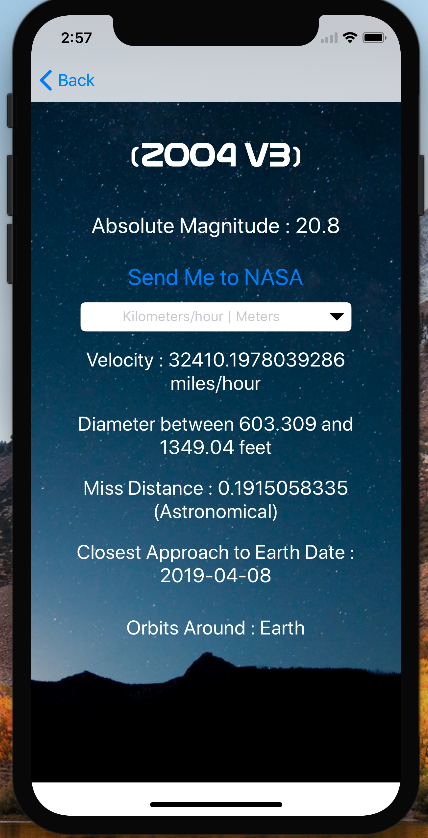 2:57
Back
(2004 V3)
Absolute Magnitude : 20.8
Send Me to NASA
Kilometers/hour | Meters
Velocity : 32410.1978039286
miles/hour
Diameter between 603.309 and
1349.04 feet
Miss Distance : 0.1915058335
(Astronomical)
Closest Approach to Earth Date :
2019-04-08
Orbits Around : Earth